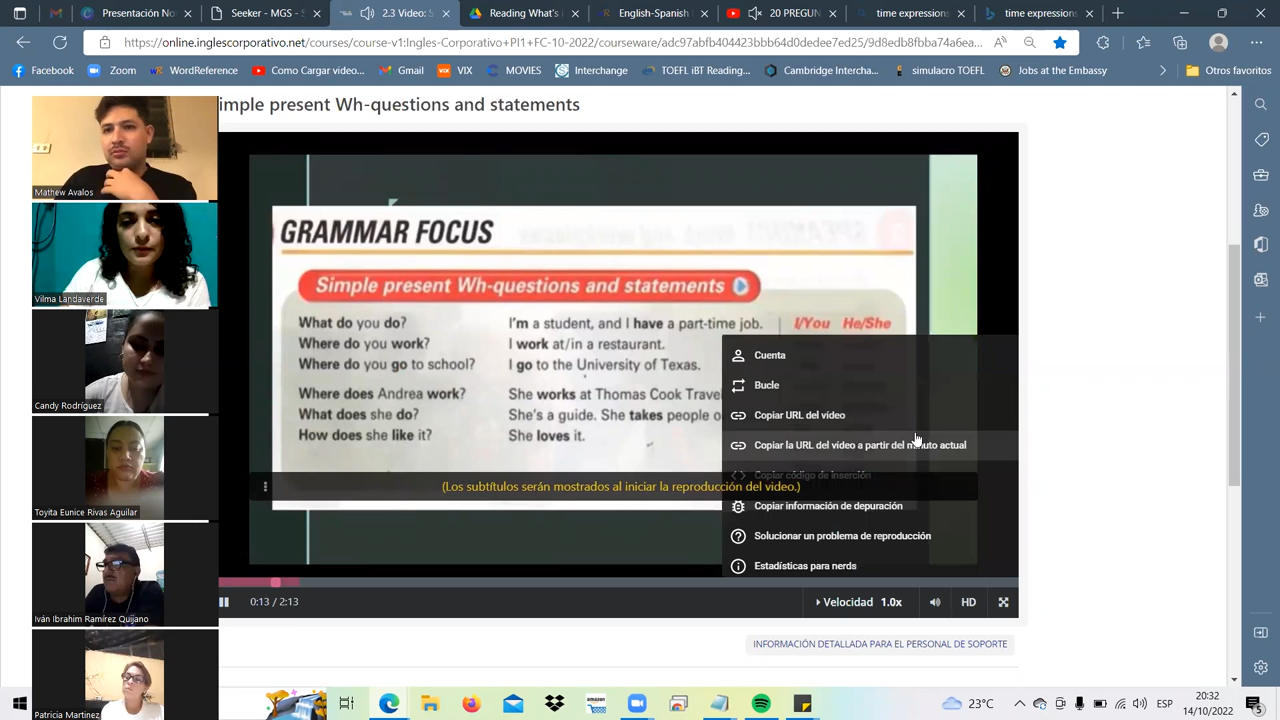 Presentación No
Seeker - MGS - S
2.3 Video: S
Reading What's
English-Spanish
20 PREGUN
time expressions
time expressions
https://online.inglescorporativo.net/courses/course-v1:Ingles-Corporativo+PI1+FC-10-2022/courseware/adc97abfb404423bbb64d0dedee7ed25/9d8edb8fbba74a6ea...
Facebook
Zoom
WordReference
Como Cargar video...
Gmail
VIX
MOVIES
Interchange
TOEFL iBT Reading...
Cambridge Intercha...
simulacro TOEFL
Jobs at the Embassy
Otros favoritos
imple present Wh-questions and statements
Mathew Avalos
Vilma Landaverde
Candy Rodríguez
Toyita Eunice Rivas Aguilar
Iván Ibrahim Ramírez Quijano
Patricia Martinez
GRAMMAR FOCUS
Simple present Wh-questions and statements
What do you do? I'm a student, and I have a part-time job. I/You He/She
Where do you work? I work at/in a restaurant.
Where do you go to school? I go to the University of Texas.
Where does Andrea work? She works at Thomas Cook Trave
What does she do? She's a guide. She takes people o
How does she like it? She loves it.
(Los subtítulos serán mostrados al iniciar la reproducción del video.)
Cuenta
Bucle
Copiar URL del vídeo
Copiar la URL del vídeo a partir del minuto actual
Copiar código de inserción
Copiar información de depuración
Solucionar un problema de reproducción
Estadísticas para nerds
0:13 / 2:13
Velocidad 1.0x
HD
INFORMACIÓN DETALLADA PARA EL PERSONAL DE SOPORTE
amazon
23°C
ESP
20:32
14/10/2022
5